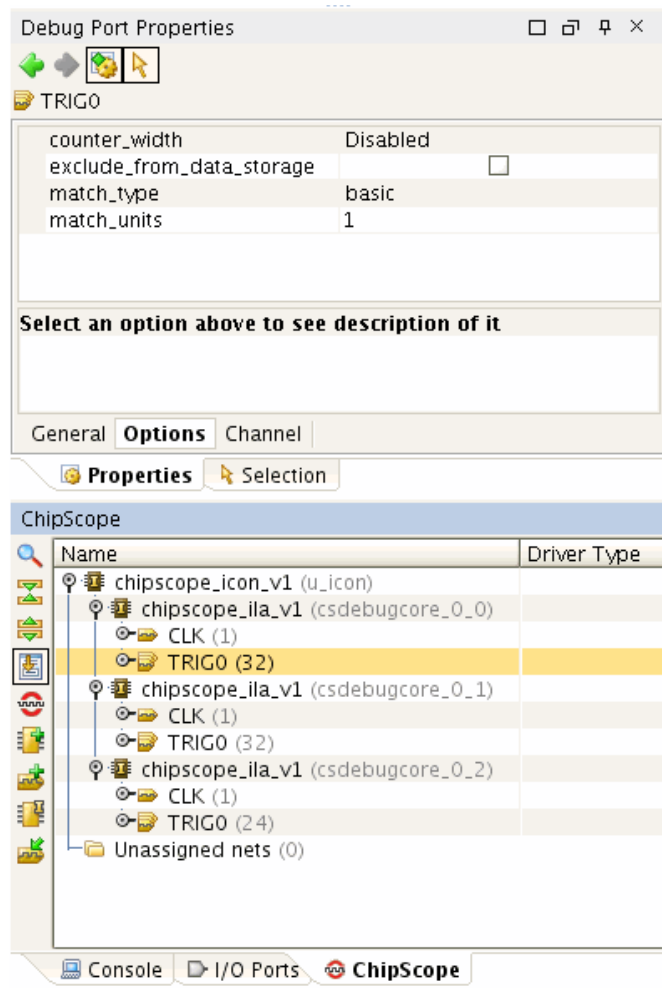 Debug Port Properties
TRIG0
counter_width Disabled
exclude_from_data_storage
match_type basic
match_units 1
Select an option above to see description of it
General Options Channel
Properties Selection
ChipScope
Name Driver Type
chipscope_icon_v1 (u_icon)
chipscope_ila_v1 (csdebugcore_0_0)
CLK (1)
TRIG0 (32)
chipscope_ila_v1 (csdebugcore_0_1)
CLK (1)
TRIG0 (32)
chipscope_ila_v1 (csdebugcore_0_2)
CLK (1)
TRIG0 (24)
Unassigned nets (0)
Console I/O Ports ChipScope